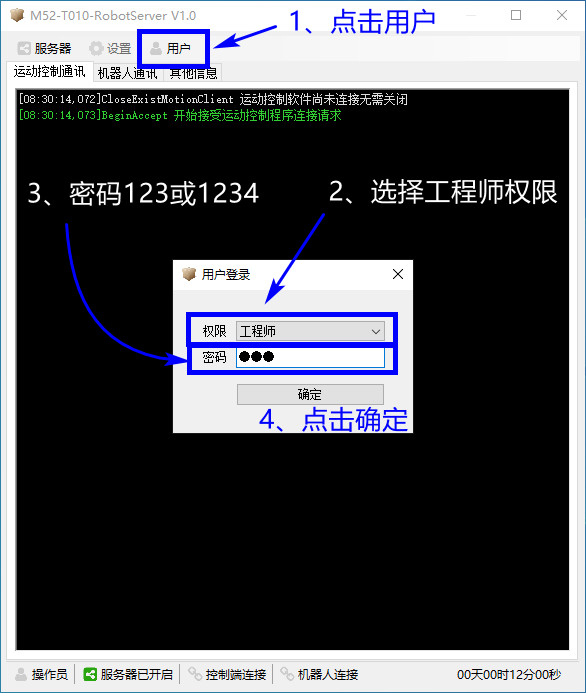 M52-T010-RobotServer V1.0
1、点击用户
服务器 设置 用户
运动控制通讯 机器人通讯 其他信息
[08:30:14,072]CloseExistMotionClient 运动控制软件尚未连接无需关闭
[08:30:14,073]BeginAccept 开始接受运动控制程序连接请求
3、密码123或1234
2、选择工程师权限
用户登录
权限 工程师
密码 ●●●
确定
4、点击确定
操作员 服务器已开启 控制端连接 机器人连接 00天00时12分00秒